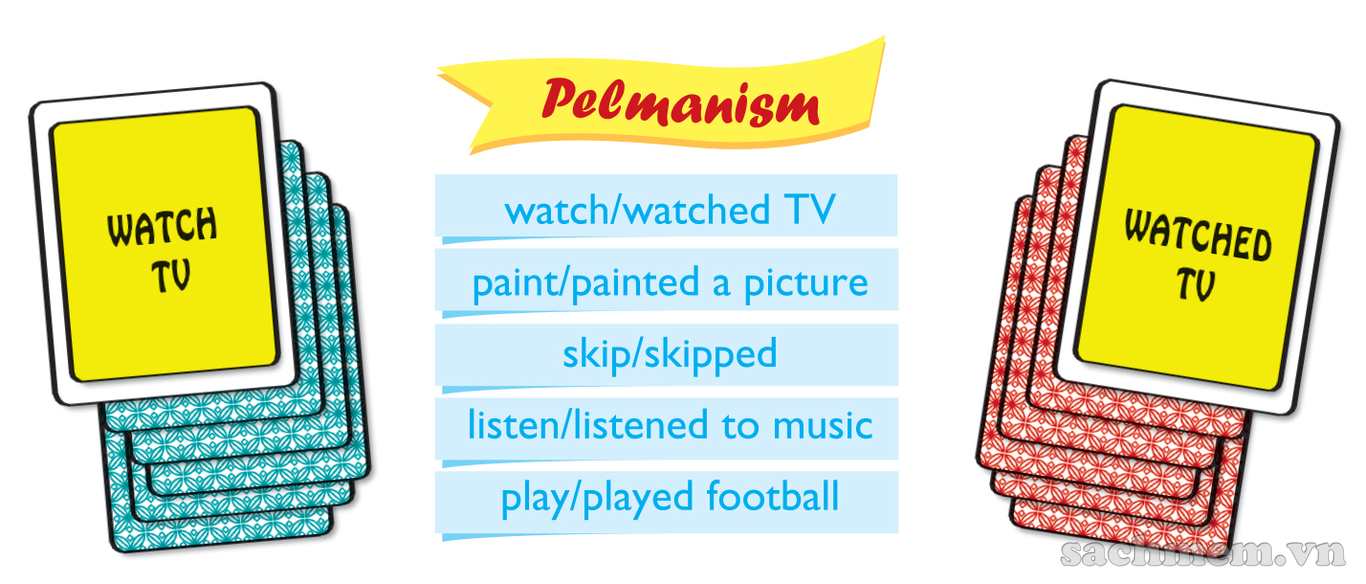 Pelmanism
WATCH
TV
watch/watched TV
paint/painted a picture
skip/skipped
listen/listened to music
play/played football
WATCHED
TV
sachmem.vn